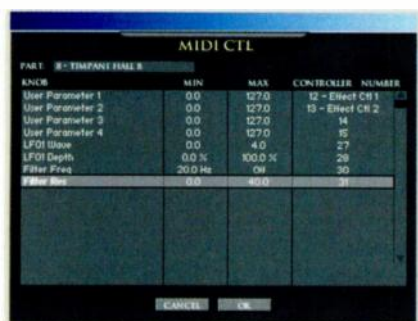 MIDI CTL
PART: 8 - TIMPANI HALL B
KNOB MIN MAX CONTROLLER NUMBER
User Parameter 1 0.0 127.0 12 - Effect Ctl 1
User Parameter 2 0.0 127.0 13 - Effect Ctl 2
User Parameter 3 0.0 127.0 14
User Parameter 4 0.0 127.0 15
LFO1 Wave 0.0 4.0 27
LFO1 Depth 0.0 % 100.0 % 28
Filter Freq 20.0 Hz Off 30
Filter Res 0.0 40.0 31
CANCEL OK